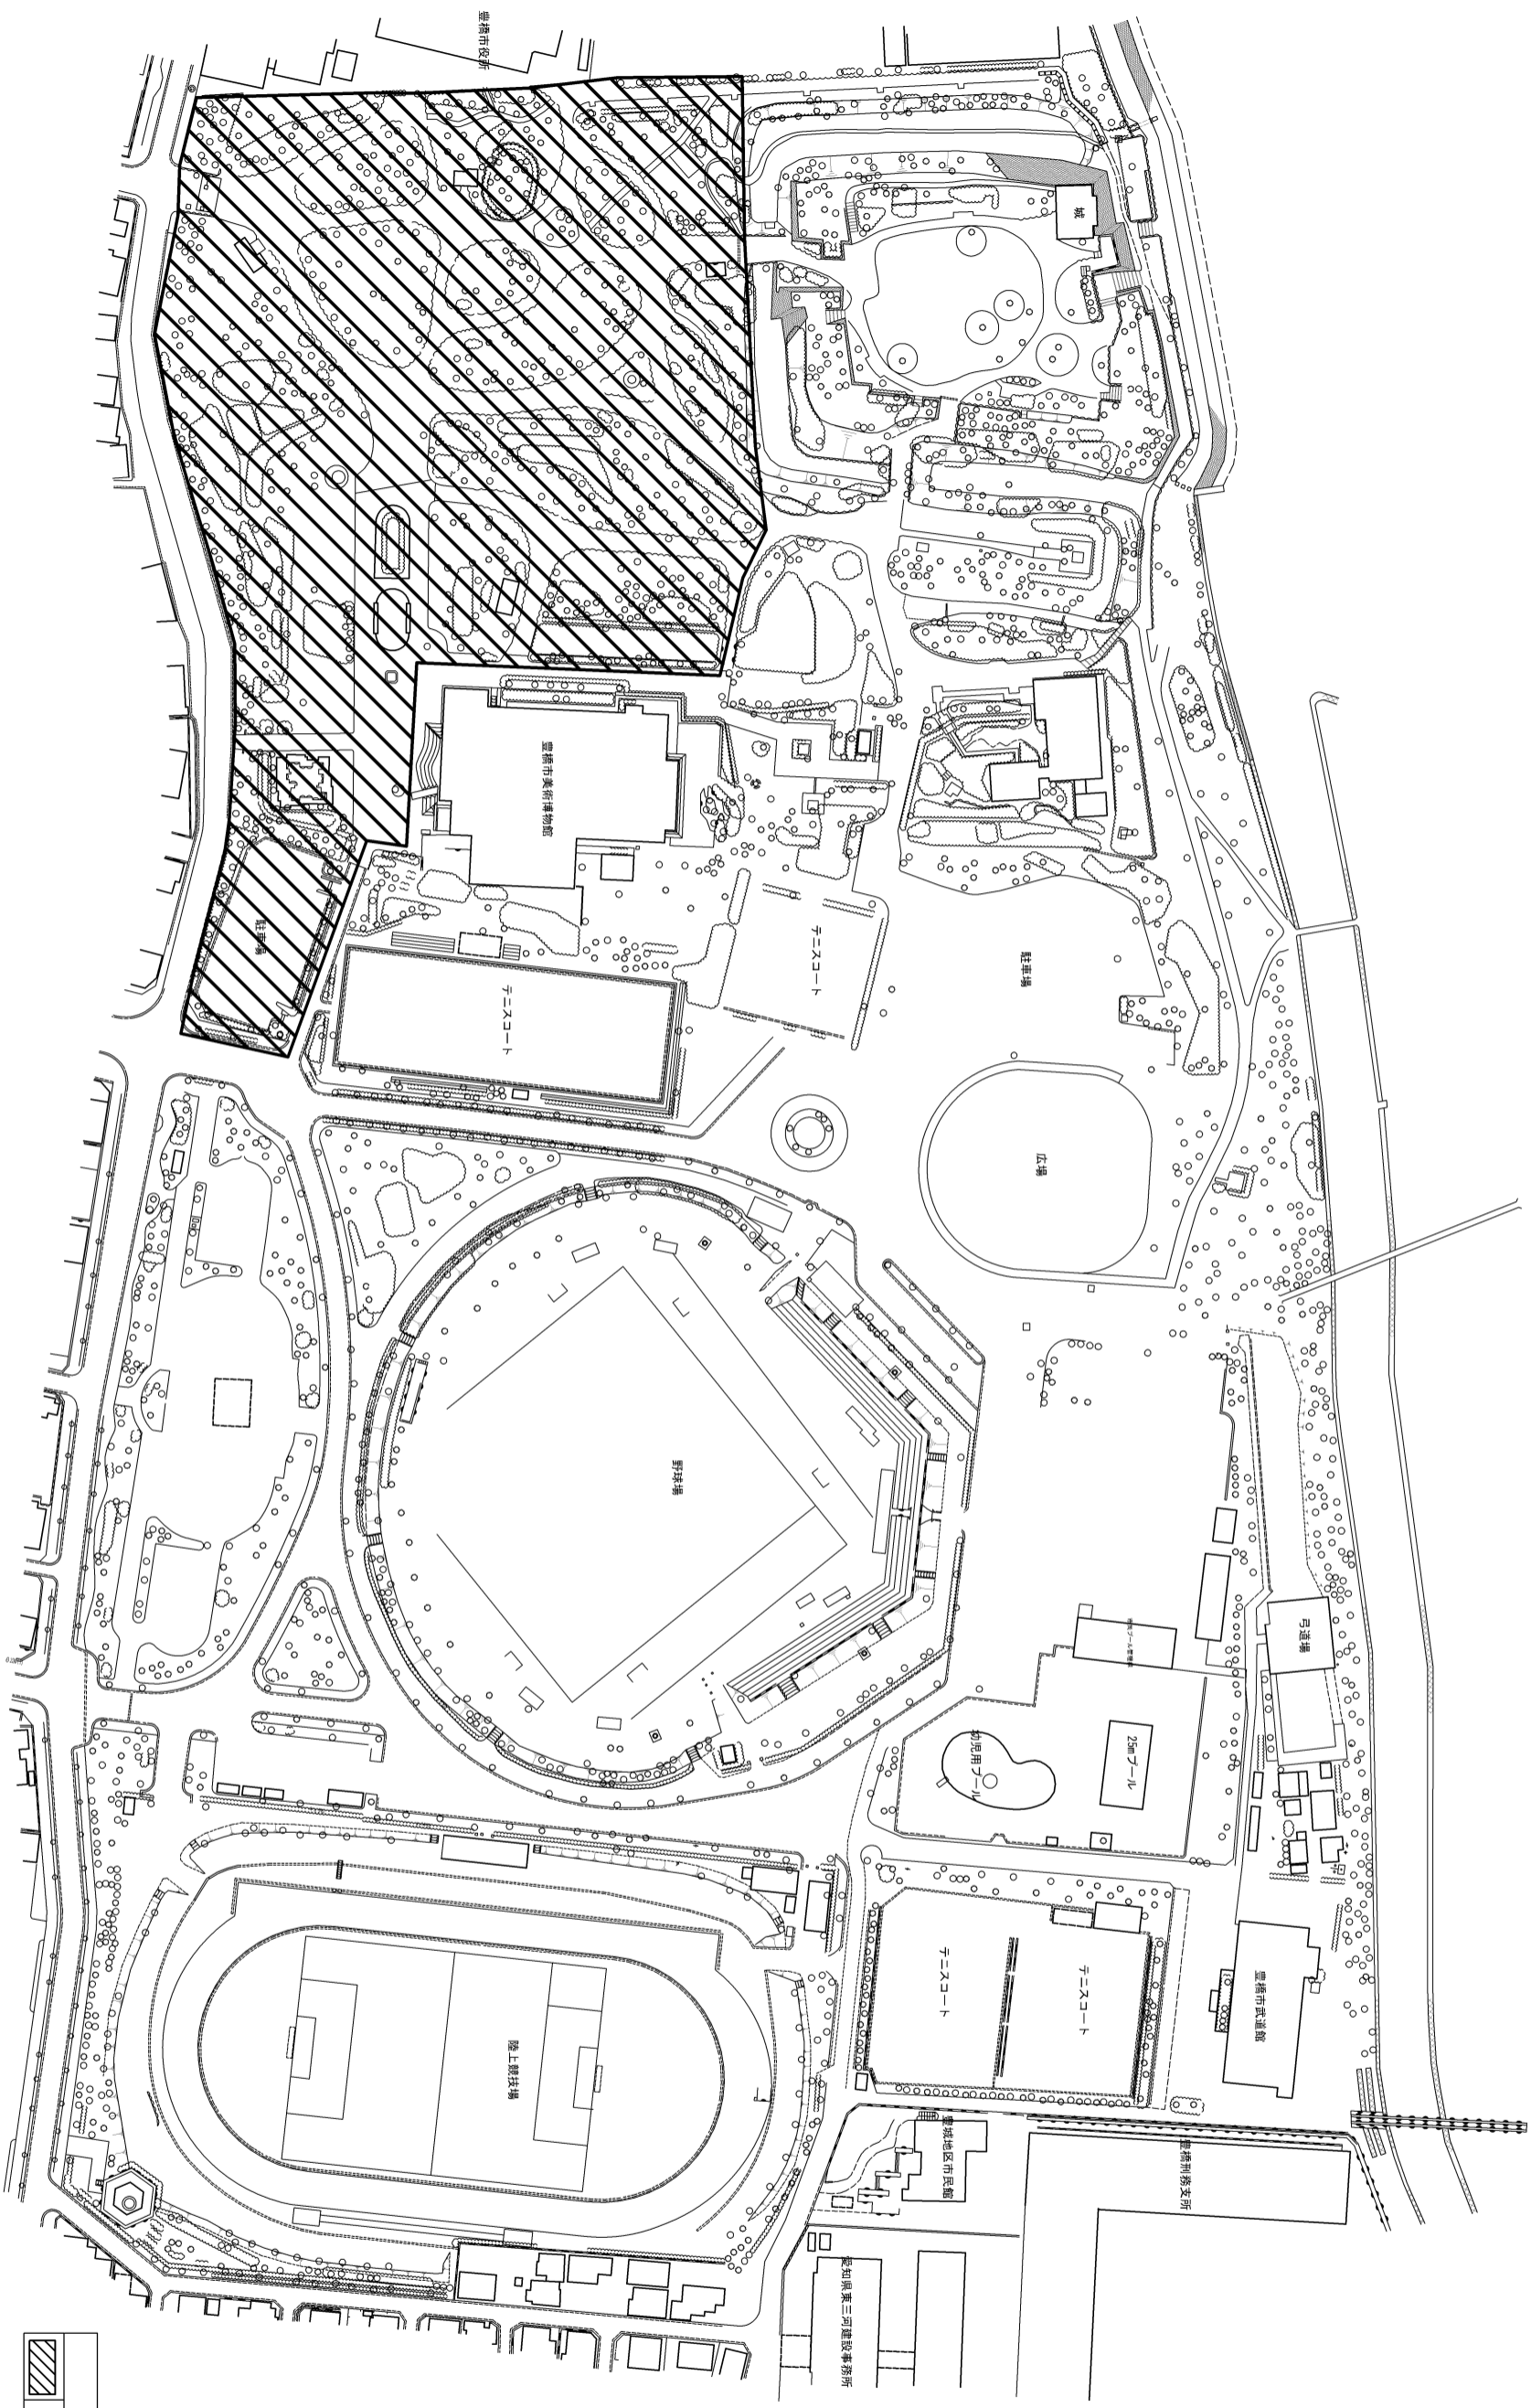 豊橋市役所
城
豊橋市美術博物館
駐車場
テニスコート
テニスコート
駐車場
広場
野球場
弓道場
幼児用プール
25mプール
テニスコート
テニスコート
豊橋市武道館
陸上競技場
豊城地区市民館
豊橋刑務支所
愛知県東三河建設事務所